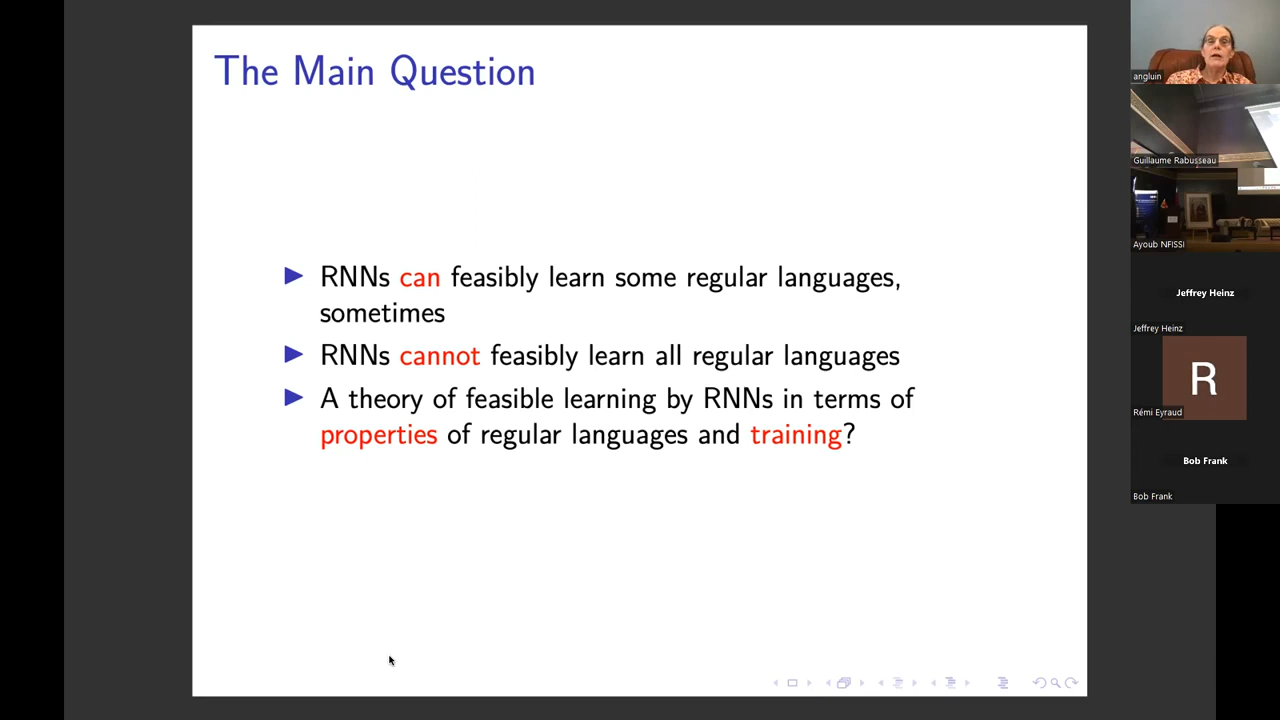 The Main Question
RNNs can feasibly learn some regular languages,
sometimes
RNNs cannot feasibly learn all regular languages
A theory of feasible learning by RNNs in terms of
properties of regular languages and training?
angluin
Guillaume Rabusseau
Ayoub NFISSI
Jeffrey Heinz
Jeffrey Heinz
R
Rémi Eyraud
Bob Frank
Bob Frank